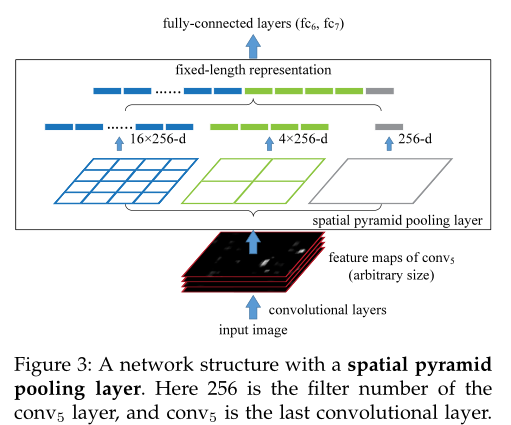 fully-connected layers (fc6, fc7)
fixed-length representation
......
......
16×256-d
4×256-d
256-d
spatial pyramid pooling layer
feature maps of conv5
(arbitrary size)
convolutional layers
input image
Figure 3: A network structure with a spatial pyramid
pooling layer. Here 256 is the filter number of the
conv5 layer, and conv5 is the last convolutional layer.